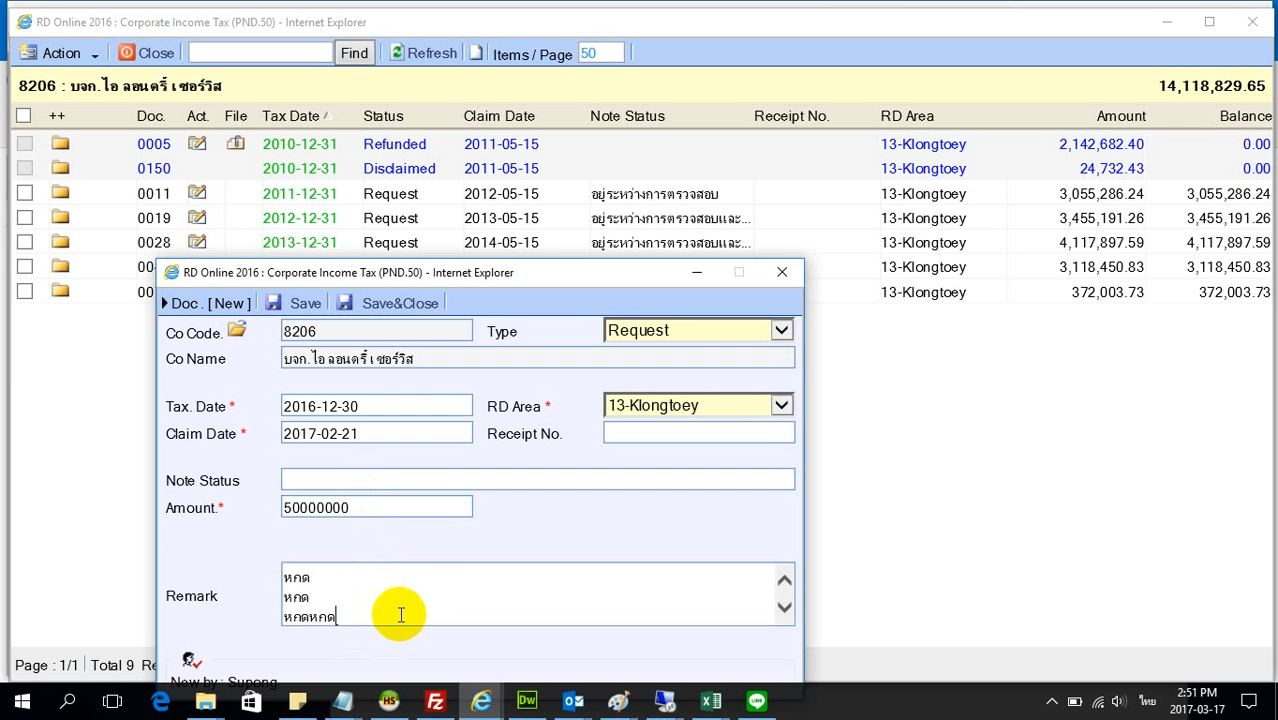 RD Online 2016 : Corporate Income Tax (PND.50) - Internet Explorer
Action Close Find Refresh Items / Page 50
8206 : บจก.ไอ ลอนดรี้ เซอร์วิส 14,118,829.65
++ Doc. Act. File Tax Date Status Claim Date Note Status Receipt No. RD Area Amount Balance
0005 2010-12-31 Refunded 2011-05-15 13-Klongtoey 2,142,682.40 0.00
0150 2010-12-31 Disclaimed 2011-05-15 13-Klongtoey 24,732.43 0.00
0011 2011-12-31 Request 2012-05-15 อยู่ระหว่างการตรวจสอบ 13-Klongtoey 3,055,286.24 3,055,286.24
0019 2012-12-31 Request 2013-05-15 อยู่ระหว่างการตรวจสอบและ... 13-Klongtoey 3,455,191.26 3,455,191.26
0028 2013-12-31 Request 2014-05-15 อยู่ระหว่างการตรวจสอบและ... 13-Klongtoey 4,117,897.59 4,117,897.59
13-Klongtoey 3,118,450.83 3,118,450.83
13-Klongtoey 372,003.73 372,003.73
RD Online 2016 : Corporate Income Tax (PND.50) - Internet Explorer
Doc . [ New ] Save Save&Close
Co Code. 8206 Type Request
Co Name บจก.ไอ ลอนดรี้ เซอร์วิส
Tax. Date * 2016-12-30 RD Area * 13-Klongtoey
Claim Date * 2017-02-21 Receipt No.
Note Status
Amount.* 50000000
Remark
หกด
หกด
หกดหกด
New by: Supong
Page : 1/1 Total 9
ไทย 2:51 PM
2017-03-17